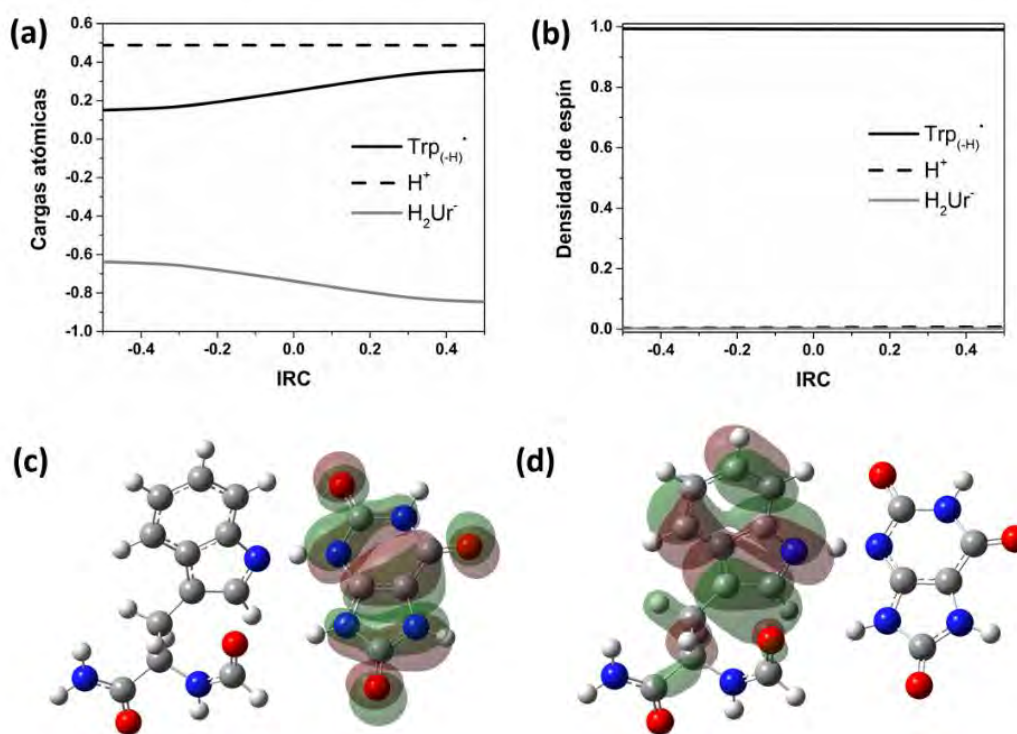 (a)
Cargas atómicas
0.6
0.4
0.2
0.0
-0.2
-0.4
-0.6
-0.8
-1.0
Trp(-H)•
H+
H2Ur-
-0.4 -0.2 0.0 0.2 0.4
IRC
(b)
Densidad de espín
1.0
0.8
0.6
0.4
0.2
0.0
Trp(-H)•
H+
H2Ur-
-0.4 -0.2 0.0 0.2 0.4
IRC
(c)
(d)